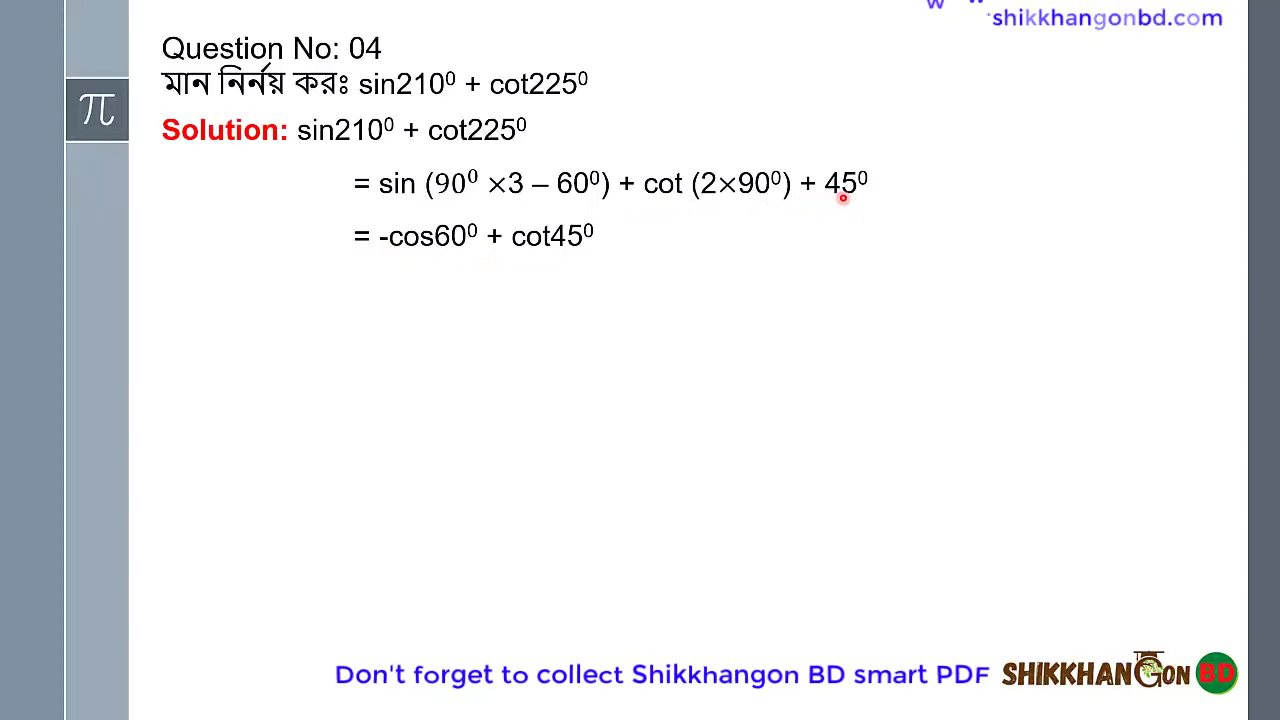 shikkhangonbd.com
Question No: 04
মান নির্নয় করঃ sin210⁰ + cot225⁰
π
Solution: sin210⁰ + cot225⁰
= sin (90⁰ ×3 – 60⁰) + cot (2×90⁰) + 45⁰
= -cos60⁰ + cot45⁰
Don't forget to collect Shikkhangon BD smart PDF
SHIKKHANGON BD